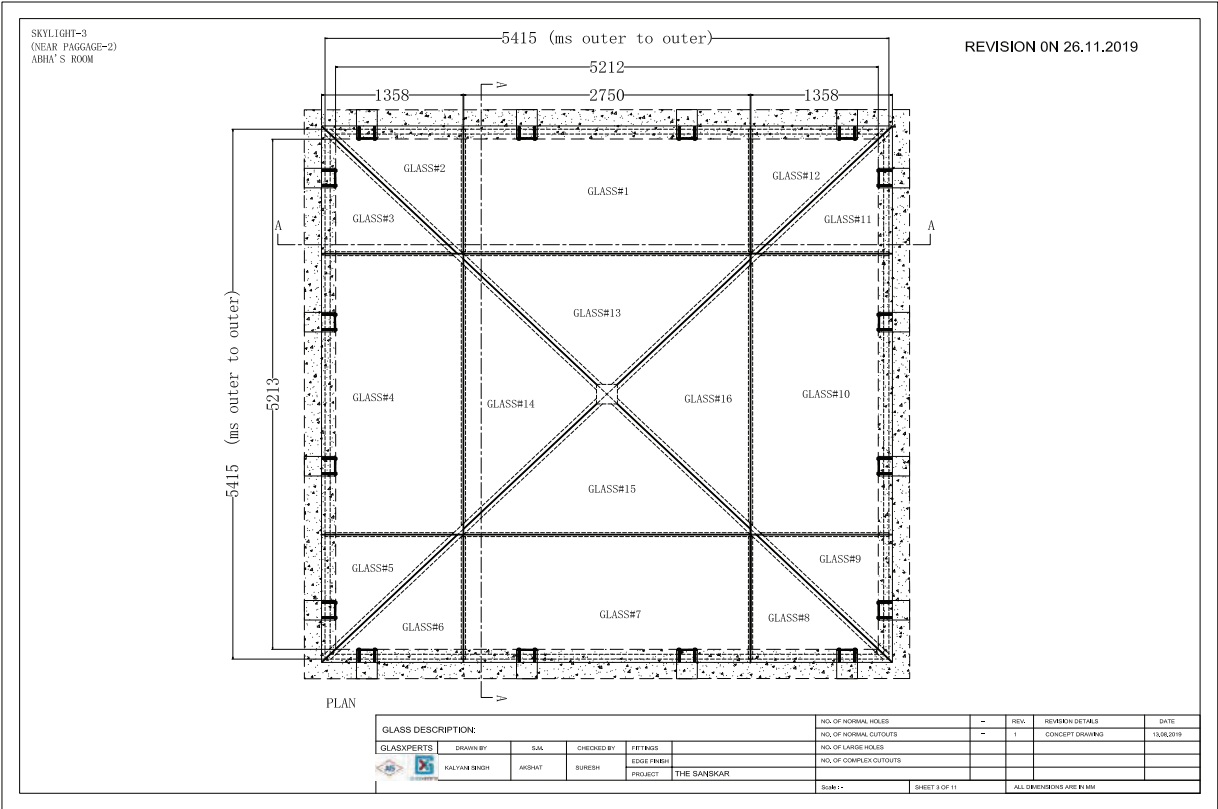 SKYLIGHT-3
(NEAR PAGGAGE-2)
ABHA'S ROOM
REVISION 0N 26.11.2019
5415 (ms outer to outer)
5212
1358
2750
1358
A
A
A
A
5415 (ms outer to outer)
5213
GLASS#2
GLASS#1
GLASS#12
GLASS#3
GLASS#11
GLASS#13
GLASS#4
GLASS#14
GLASS#16
GLASS#10
GLASS#15
GLASS#5
GLASS#9
GLASS#6
GLASS#7
GLASS#8
PLAN
GLASS DESCRIPTION:
GLASXPERTS
DRAWN BY
S.M.
CHECKED BY
FITTINGS
KALYANI SINGH
AKSHAT
SURESH
EDGE FINISH
PROJECT
THE SANSKAR
AIS
NO. OF NORMAL HOLES
-
REV.
REVISION DETAILS
DATE
NO. OF NORMAL CUTOUTS
-
1
CONCEPT DRAWING
13,08,2019
NO. OF LARGE HOLES
NO. OF COMPLEX CUTOUTS
Scale : -
SHEET 3 OF 11
ALL DIMENSIONS ARE IN MM